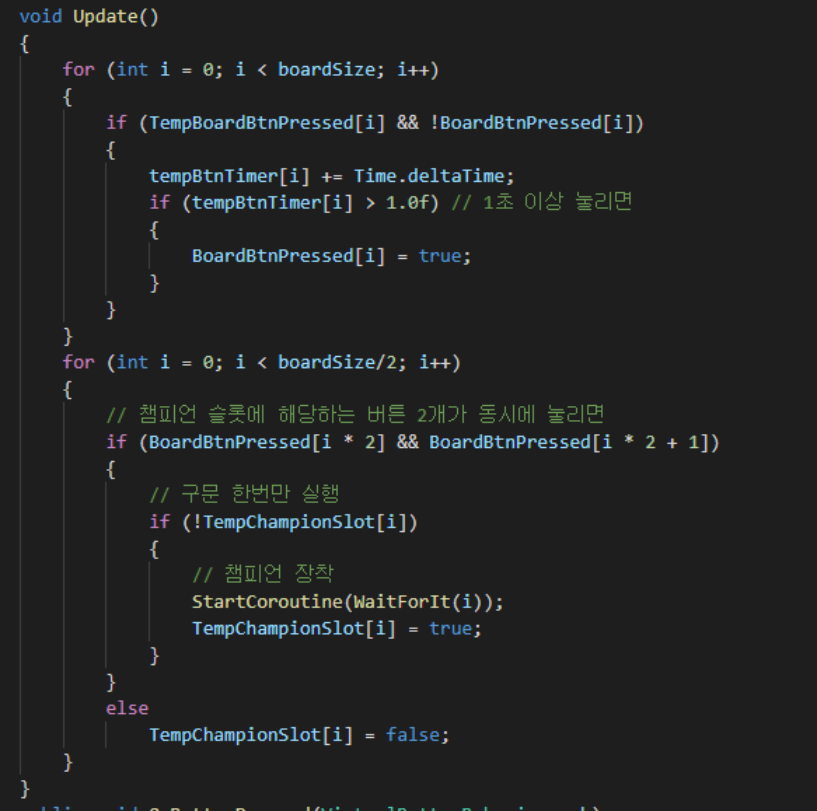 void Update()
{
for (int i = 0; i < boardSize; i++)
{
if (TempBoardBtnPressed[i] && !BoardBtnPressed[i])
{
tempBtnTimer[i] += Time.deltaTime;
if (tempBtnTimer[i] > 1.0f) // 1초 이상 눌리면
{
BoardBtnPressed[i] = true;
}
}
}
for (int i = 0; i < boardSize/2; i++)
{
// 챔피언 슬롯에 해당하는 버튼 2개가 동시에 눌리면
if (BoardBtnPressed[i * 2] && BoardBtnPressed[i * 2 + 1])
{
// 구문 한번만 실행
if (!TempChampionSlot[i])
{
// 챔피언 장착
StartCoroutine(WaitForIt(i));
TempChampionSlot[i] = true;
}
}
else
TempChampionSlot[i] = false;
}
}